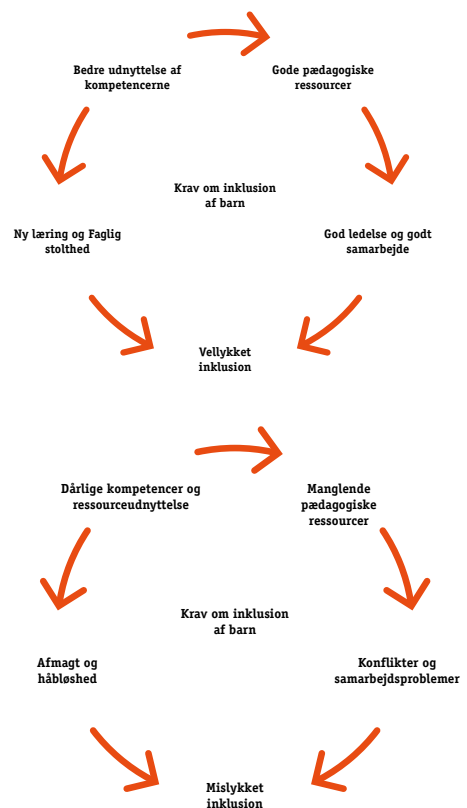 Bedre udnyttelse af
kompetencerne
Gode pædagogiske
ressourcer
Krav om inklusion
af barn
Ny læring og Faglig
stolthed
God ledelse og godt
samarbejde
Vellykket
inklusion
Dårlige kompetencer og
ressourceudnyttelse
Manglende
pædagogiske
ressourcer
Krav om inklusion
af barn
Afmagt og
håbløshed
Konflikter og
samarbejdsproblemer
Mislykket
inklusion